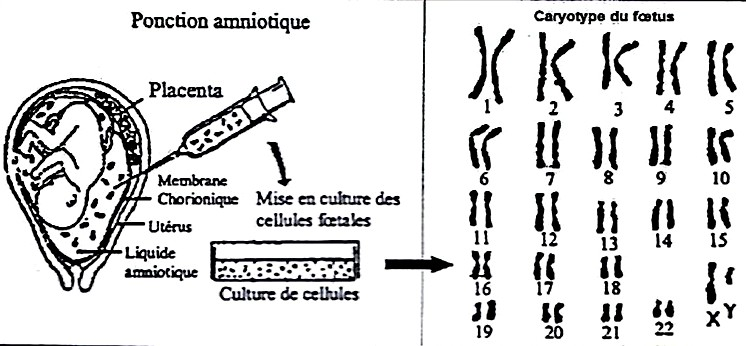 Ponction amniotique
Placenta
Membrane
Chorionique
Utérus
Liquide
amniotique
Mise en culture des
cellules fœtales
Culture de cellules
Caryotype du fœtus
1 2 3 4 5
6 7 8 9 10
11 12 13 14 15
16 17 18
19 20 21 22 X Y